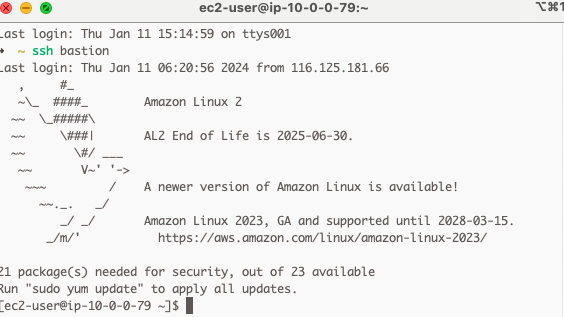 ec2-user@ip-10-0-0-79:~
⌥⌘1
Last login: Thu Jan 11 15:14:59 on ttys001
➜  ~ ssh bastion
Last login: Thu Jan 11 06:20:56 2024 from 116.125.181.66
   ,     #_
   ~\_  ####_        Amazon Linux 2
  ~~  \_#####\
  ~~     \###|       AL2 End of Life is 2025-06-30.
  ~~       \#/ ___
   ~~       V~' '->
    ~~~         /    A newer version of Amazon Linux is available!
      ~~._.   _/
         _/ _/       Amazon Linux 2023, GA and supported until 2028-03-15.
       _/m/'           https://aws.amazon.com/linux/amazon-linux-2023/
21 package(s) needed for security, out of 23 available
Run "sudo yum update" to apply all updates.
[ec2-user@ip-10-0-0-79 ~]$